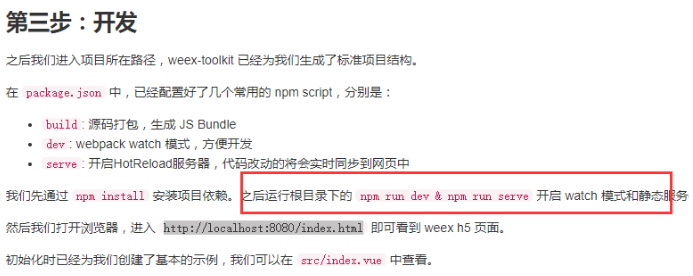 第三步：开发
之后我们进入项目所在路径，weex-toolkit 已经为我们生成了标准项目结构。
在 package.json 中，已经配置好了几个常用的 npm script，分别是：
• build: 源码打包，生成 JS Bundle
• dev: webpack watch 模式，方便开发
• serve: 开启HotReload服务器，代码改动的将会实时同步到网页中
我们先通过 npm install 安装项目依赖。之后运行根目录下的 npm run dev & npm run serve 开启 watch 模式和静态服务
然后我们打开浏览器，进入 http://localhost:8080/index.html 即可看到 weex h5 页面。
初始化时已经为我们创建了基本的示例，我们可以在 src/index.vue 中查看。